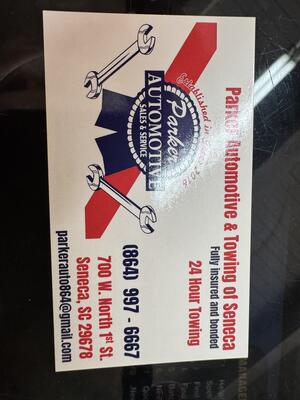 Parker Automotive & Towing of Seneca
Fully insured and bonded
24 Hour Towing
Established in
2016
Parker
AUTOMOTIVE
SALES & SERVICE
(864) 997 - 6667
700 W. North 1st St.
Seneca, SC 29678
parkerauto864@gmail.com